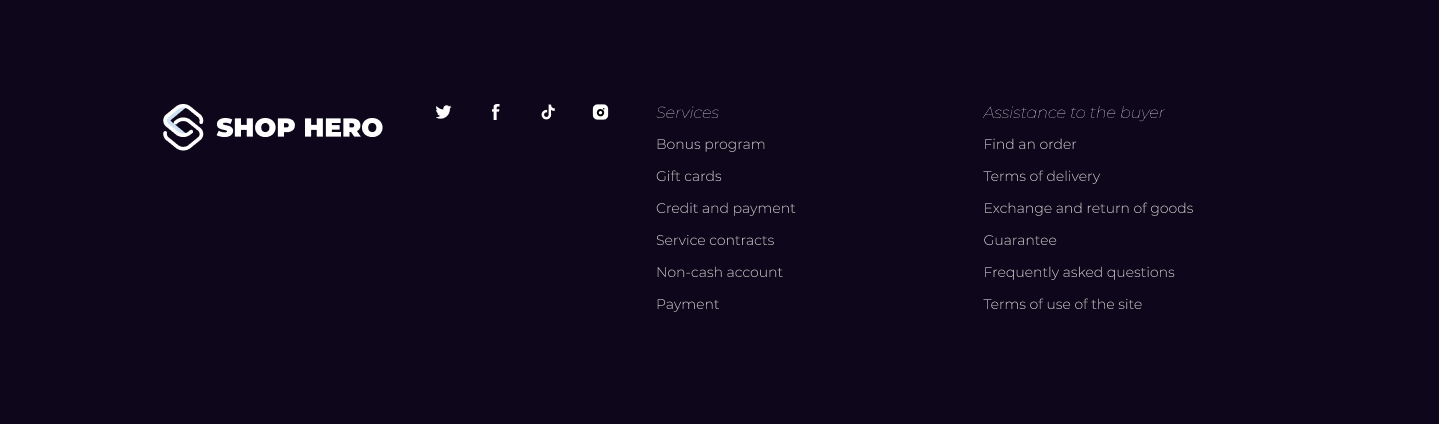 SHOP HERO
Services
Bonus program
Gift cards
Credit and payment
Service contracts
Non-cash account
Payment
Assistance to the buyer
Find an order
Terms of delivery
Exchange and return of goods
Guarantee
Frequently asked questions
Terms of use of the site